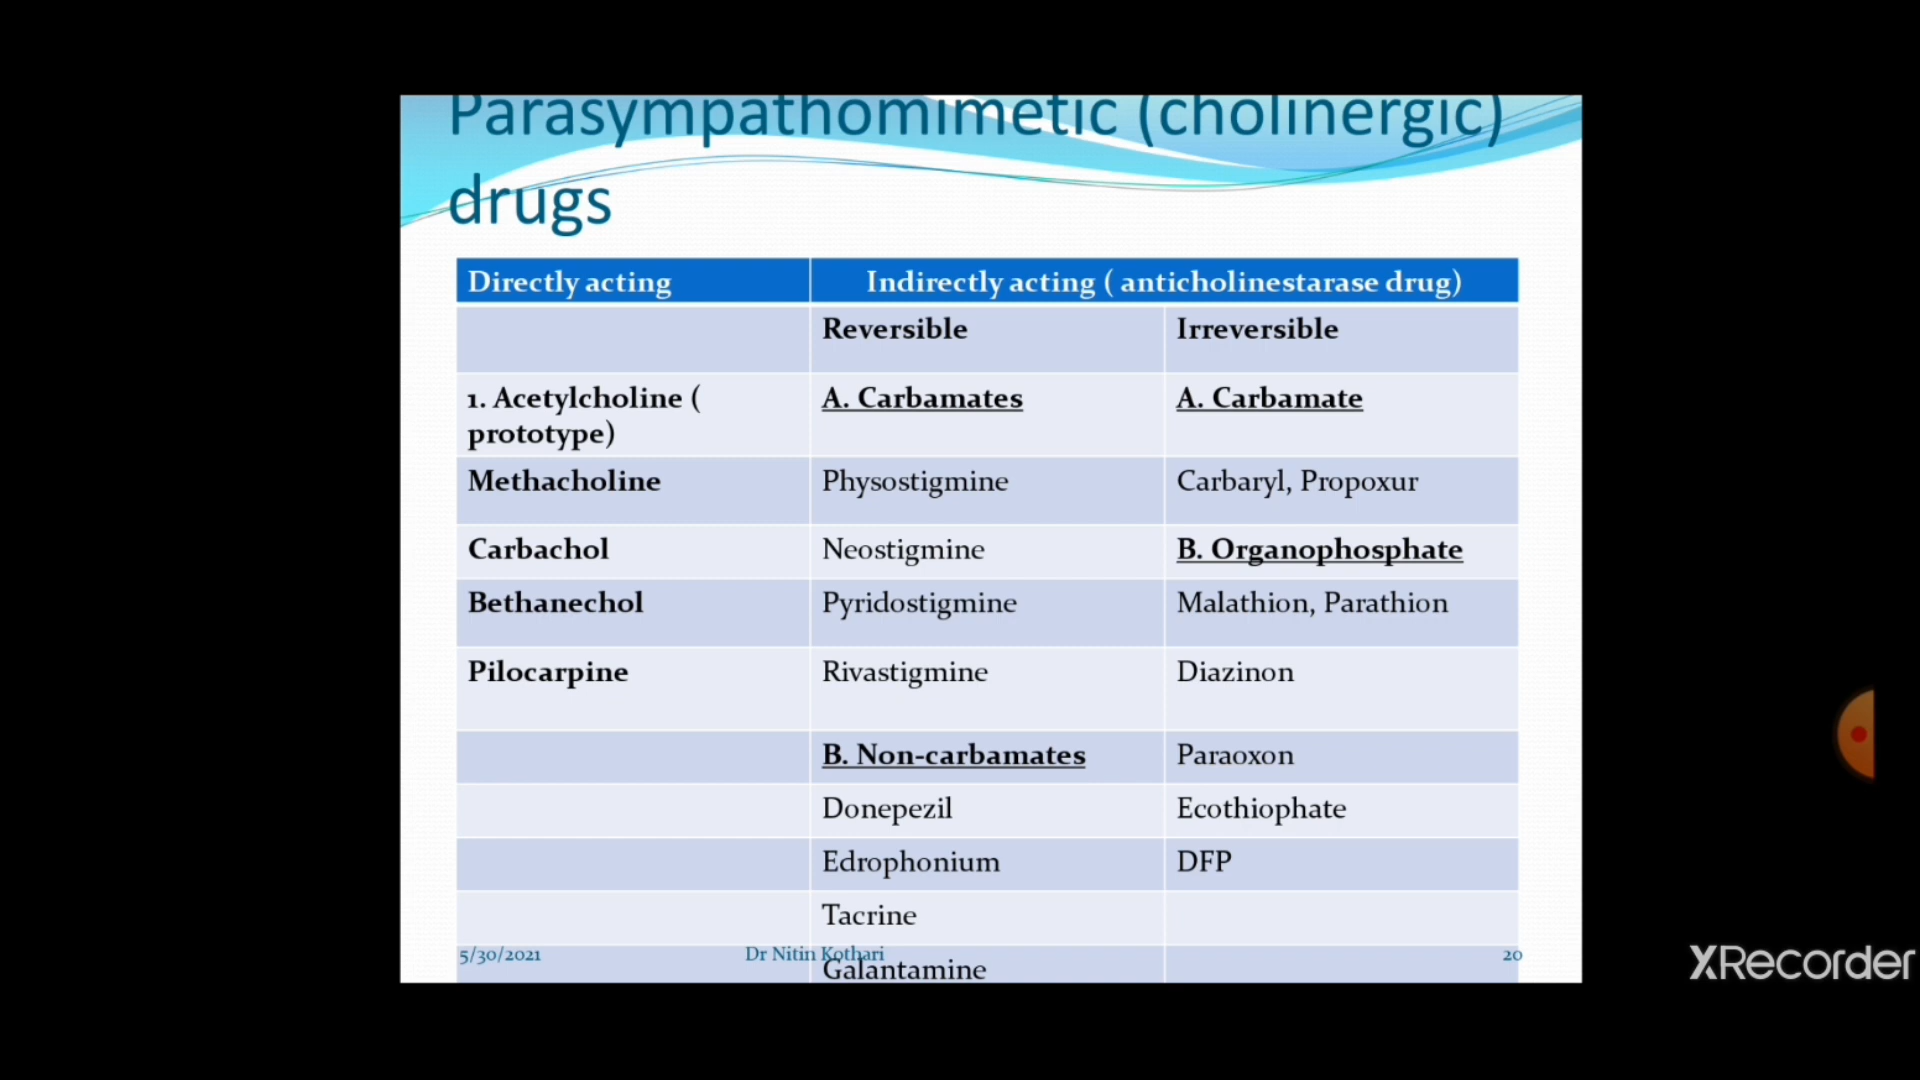 Parasympathomimetic (cholinergic)
drugs
Directly acting
Indirectly acting ( anticholinestarase drug)
Reversible
Irreversible
1. Acetylcholine (
prototype)
A. Carbamates
A. Carbamate
Methacholine
Physostigmine
Carbaryl, Propoxur
Carbachol
Neostigmine
B. Organophosphate
Bethanechol
Pyridostigmine
Malathion, Parathion
Pilocarpine
Rivastigmine
Diazinon
B. Non-carbamates
Paraoxon
Donepezil
Ecothiophate
Edrophonium
DFP
Tacrine
Galantamine
5/30/2021
Dr Nitin Kothari
20
XRecorder